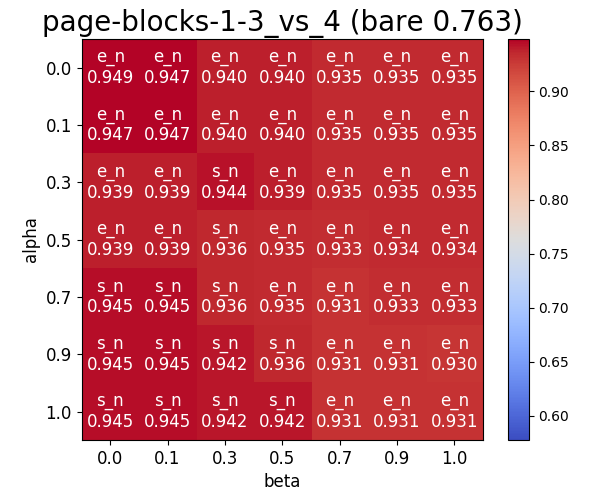 page-blocks-1-3_vs_4 (bare 0.763)
0.0
e_n e_n e_n e_n e_n e_n e_n
0.949 0.947 0.940 0.940 0.935 0.935 0.935
0.1
e_n e_n e_n e_n e_n e_n e_n
0.947 0.947 0.940 0.940 0.935 0.935 0.935
0.3
e_n e_n s_n e_n e_n e_n e_n
0.939 0.939 0.944 0.939 0.935 0.935 0.935
0.5
e_n e_n s_n e_n e_n e_n e_n
0.939 0.939 0.936 0.935 0.933 0.934 0.934
0.7
s_n s_n s_n e_n e_n e_n e_n
0.945 0.945 0.936 0.935 0.931 0.933 0.933
0.9
s_n s_n s_n s_n e_n e_n e_n
0.945 0.945 0.942 0.936 0.931 0.931 0.930
1.0
s_n s_n s_n s_n e_n e_n e_n
0.945 0.945 0.942 0.942 0.931 0.931 0.931
alpha
0.0 0.1 0.3 0.5 0.7 0.9 1.0
beta
0.90
0.85
0.80
0.75
0.70
0.65
0.60